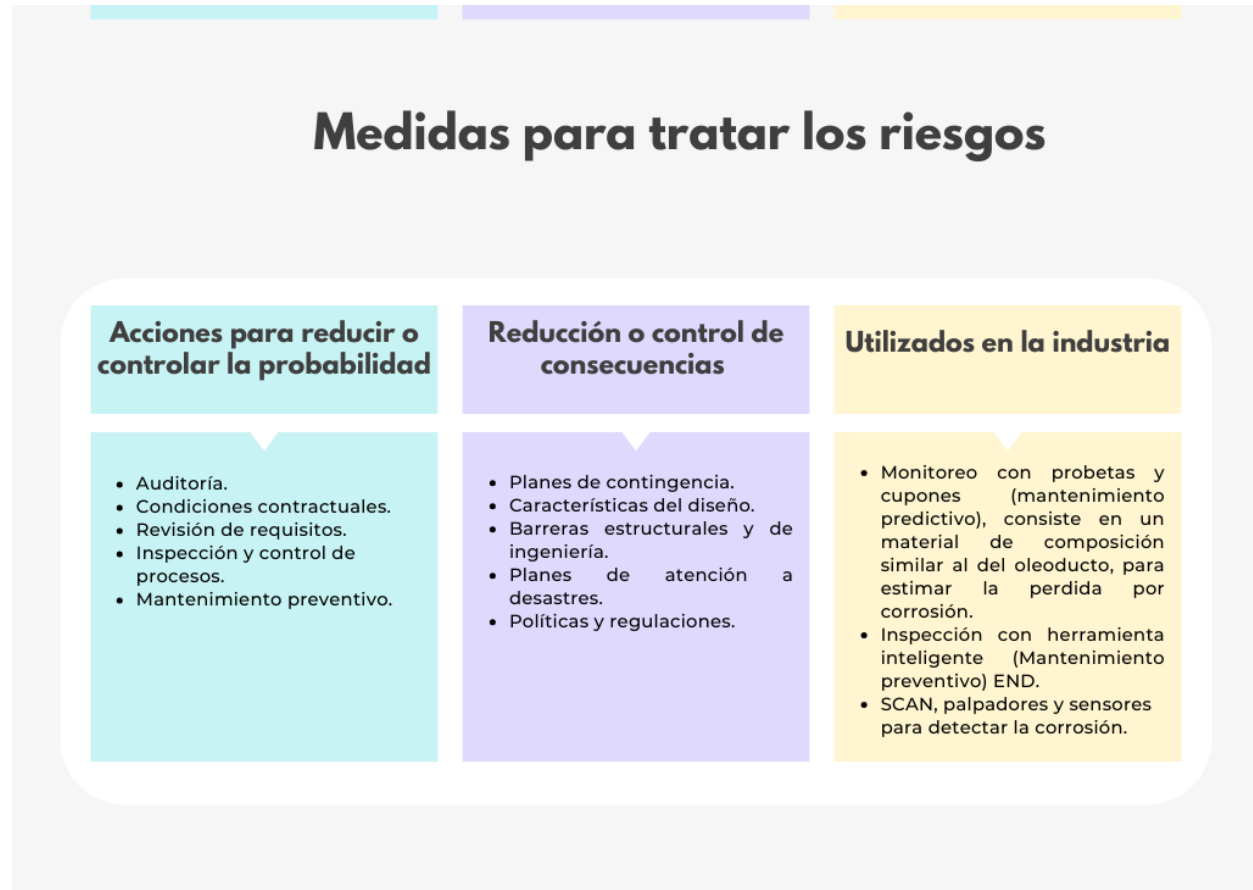 Medidas para tratar los riesgos
Acciones para reducir o
controlar la probabilidad
• Auditoría.
• Condiciones contractuales.
• Revisión de requisitos.
• Inspección y control de
procesos.
• Mantenimiento preventivo.
Reducción o control de
consecuencias
• Planes de contingencia.
• Características del diseño.
• Barreras estructurales y de
ingeniería.
• Planes de atención a
desastres.
• Políticas y regulaciones.
Utilizados en la industria
• Monitoreo con probetas y
cupones (mantenimiento
predictivo), consiste en un
material de composición
similar al del oleoducto, para
estimar la perdida por
corrosión.
• Inspección con herramienta
inteligente (Mantenimiento
preventivo) END.
• SCAN, palpadores y sensores
para detectar la corrosión.